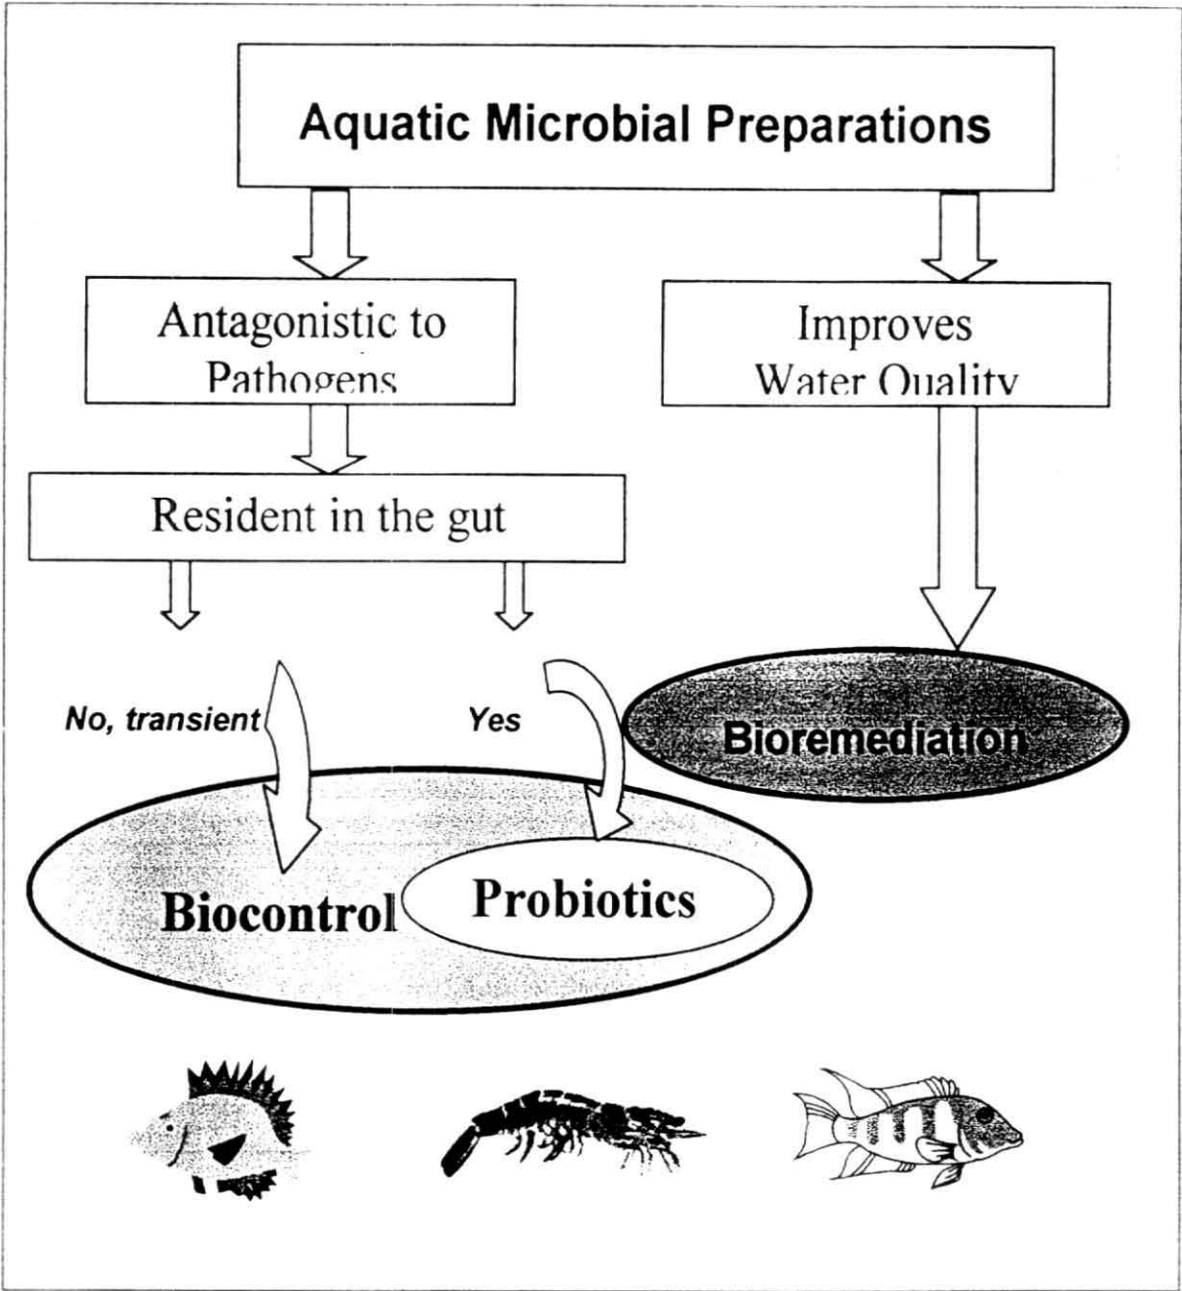 Aquatic Microbial Preparations
Antagonistic to
Pathogens
Improves
Water Quality
Resident in the gut
No, transient
Yes
Bioremediation
Biocontrol
Probiotics